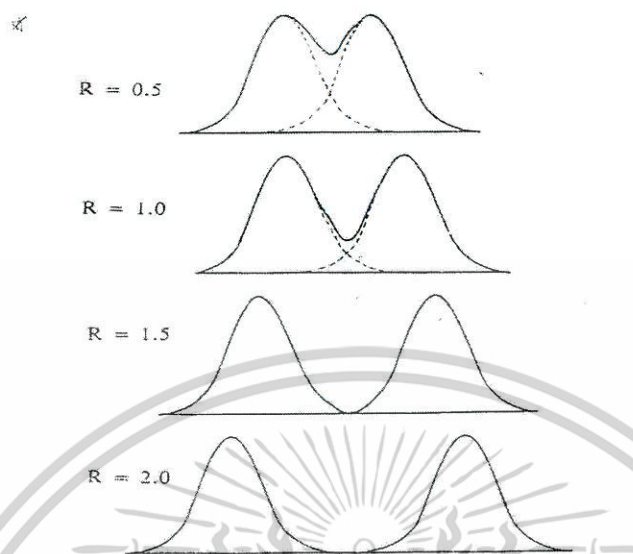 R = 0.5
R = 1.0
R = 1.5
R = 2.0